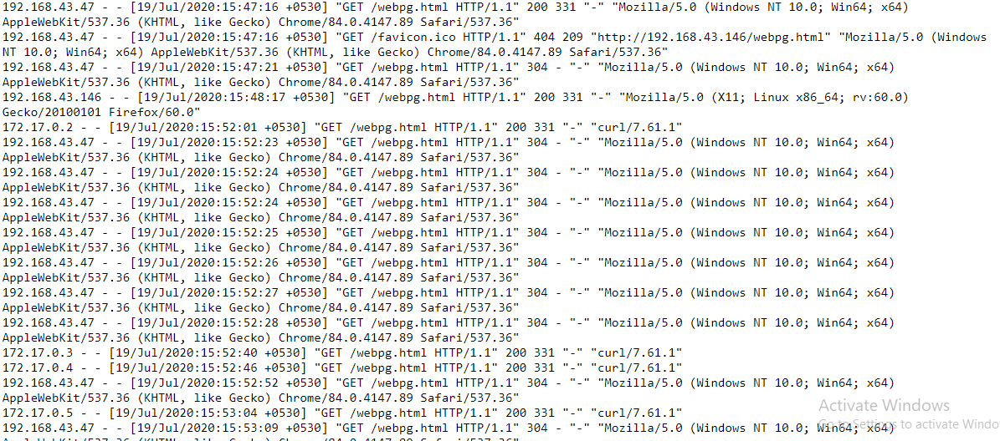 192.168.43.47 - - [19/Jul/2020:15:47:16 +0530] "GET /webpg.html HTTP/1.1" 200 331 "-" "Mozilla/5.0 (Windows NT 10.0; Win64; x64)
AppleWebKit/537.36 (KHTML, like Gecko) Chrome/84.0.4147.89 Safari/537.36"
192.168.43.47 - - [19/Jul/2020:15:47:16 +0530] "GET /favicon.ico HTTP/1.1" 404 209 "http://192.168.43.146/webpg.html" "Mozilla/5.0 (Windows
NT 10.0; Win64; x64) AppleWebKit/537.36 (KHTML, like Gecko) Chrome/84.0.4147.89 Safari/537.36"
192.168.43.47 - - [19/Jul/2020:15:47:21 +0530] "GET /webpg.html HTTP/1.1" 304 - "-" "Mozilla/5.0 (Windows NT 10.0; Win64; x64)
AppleWebKit/537.36 (KHTML, like Gecko) Chrome/84.0.4147.89 Safari/537.36"
192.168.43.146 - - [19/Jul/2020:15:48:17 +0530] "GET /webpg.html HTTP/1.1" 200 331 "-" "Mozilla/5.0 (X11; Linux x86_64; rv:60.0)
Gecko/20100101 Firefox/60.0"
172.17.0.2 - - [19/Jul/2020:15:52:01 +0530] "GET /webpg.html HTTP/1.1" 200 331 "-" "curl/7.61.1"
192.168.43.47 - - [19/Jul/2020:15:52:23 +0530] "GET /webpg.html HTTP/1.1" 304 - "-" "Mozilla/5.0 (Windows NT 10.0; Win64; x64)
AppleWebKit/537.36 (KHTML, like Gecko) Chrome/84.0.4147.89 Safari/537.36"
192.168.43.47 - - [19/Jul/2020:15:52:24 +0530] "GET /webpg.html HTTP/1.1" 304 - "-" "Mozilla/5.0 (Windows NT 10.0; Win64; x64)
AppleWebKit/537.36 (KHTML, like Gecko) Chrome/84.0.4147.89 Safari/537.36"
192.168.43.47 - - [19/Jul/2020:15:52:24 +0530] "GET /webpg.html HTTP/1.1" 304 - "-" "Mozilla/5.0 (Windows NT 10.0; Win64; x64)
AppleWebKit/537.36 (KHTML, like Gecko) Chrome/84.0.4147.89 Safari/537.36"
192.168.43.47 - - [19/Jul/2020:15:52:25 +0530] "GET /webpg.html HTTP/1.1" 304 - "-" "Mozilla/5.0 (Windows NT 10.0; Win64; x64)
AppleWebKit/537.36 (KHTML, like Gecko) Chrome/84.0.4147.89 Safari/537.36"
192.168.43.47 - - [19/Jul/2020:15:52:26 +0530] "GET /webpg.html HTTP/1.1" 304 - "-" "Mozilla/5.0 (Windows NT 10.0; Win64; x64)
AppleWebKit/537.36 (KHTML, like Gecko) Chrome/84.0.4147.89 Safari/537.36"
192.168.43.47 - - [19/Jul/2020:15:52:27 +0530] "GET /webpg.html HTTP/1.1" 304 - "-" "Mozilla/5.0 (Windows NT 10.0; Win64; x64)
AppleWebKit/537.36 (KHTML, like Gecko) Chrome/84.0.4147.89 Safari/537.36"
192.168.43.47 - - [19/Jul/2020:15:52:28 +0530] "GET /webpg.html HTTP/1.1" 304 - "-" "Mozilla/5.0 (Windows NT 10.0; Win64; x64)
AppleWebKit/537.36 (KHTML, like Gecko) Chrome/84.0.4147.89 Safari/537.36"
172.17.0.3 - - [19/Jul/2020:15:52:40 +0530] "GET /webpg.html HTTP/1.1" 200 331 "-" "curl/7.61.1"
172.17.0.4 - - [19/Jul/2020:15:52:46 +0530] "GET /webpg.html HTTP/1.1" 200 331 "-" "curl/7.61.1"
192.168.43.47 - - [19/Jul/2020:15:52:52 +0530] "GET /webpg.html HTTP/1.1" 304 - "-" "Mozilla/5.0 (Windows NT 10.0; Win64; x64)
AppleWebKit/537.36 (KHTML, like Gecko) Chrome/84.0.4147.89 Safari/537.36"
172.17.0.5 - - [19/Jul/2020:15:53:04 +0530] "GET /webpg.html HTTP/1.1" 200 331 "-" "curl/7.61.1"
192.168.43.47 - - [19/Jul/2020:15:53:09 +0530] "GET /webpg.html HTTP/1.1" 304 - "-" "Mozilla/5.0 (Windows NT 10.0; Win64; x64)
AppleWebKit/537.36 (KHTML, like Gecko) Chrome/84.0.4147.89 Safari/537.36"
Activate Windows
Go to Settings to activate Windo